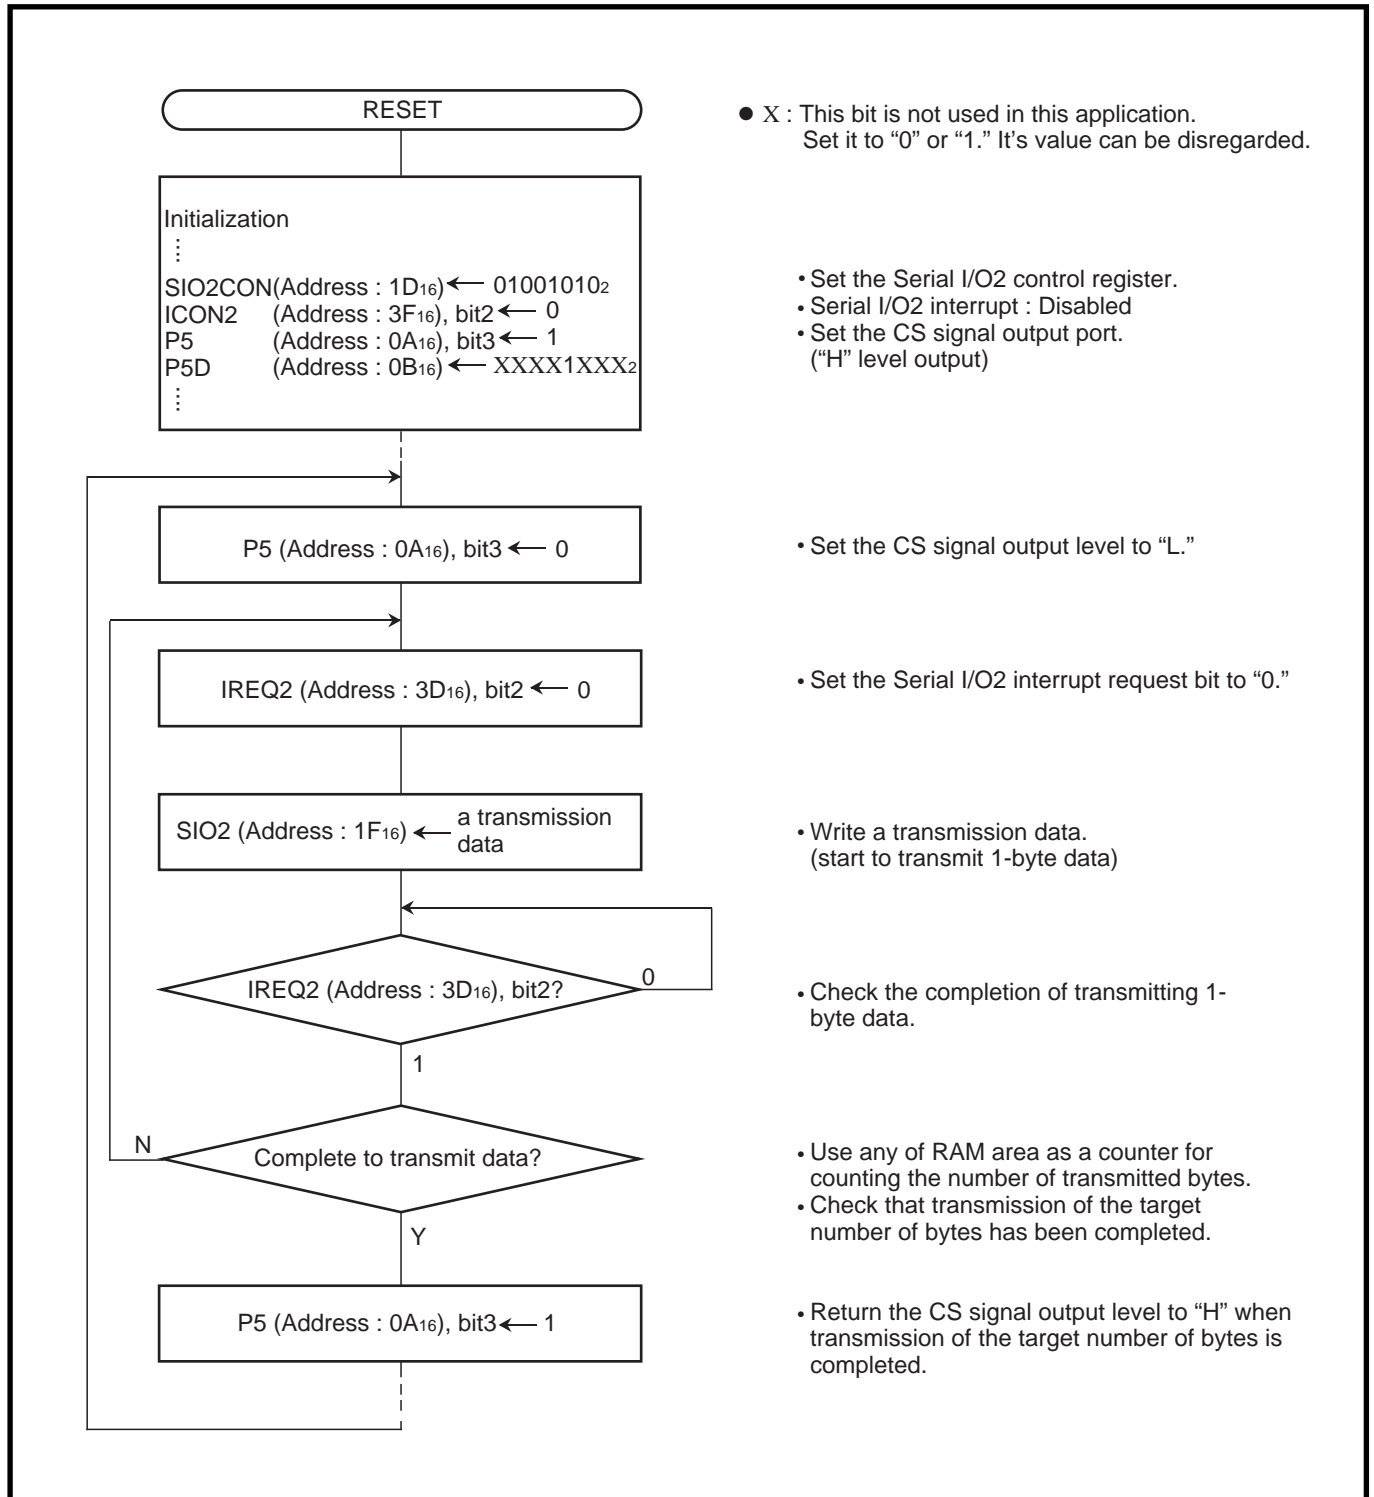 RESET
● X : This bit is not used in this application.
Set it to “0” or “1.” It’s value can be disregarded.
Initialization
SIO2CON(Address : 1D16) ← 010010102
ICON2 (Address : 3F16), bit2 ← 0
P5 (Address : 0A16), bit3 ← 1
P5D (Address : 0B16) ← XXXX1XXX2
• Set the Serial I/O2 control register.
• Serial I/O2 interrupt : Disabled
• Set the CS signal output port.
(“H” level output)
P5 (Address : 0A16), bit3 ← 0
• Set the CS signal output level to “L.”
IREQ2 (Address : 3D16), bit2 ← 0
• Set the Serial I/O2 interrupt request bit to “0.”
SIO2 (Address : 1F16) ← a transmission
data
• Write a transmission data.
(start to transmit 1-byte data)
IREQ2 (Address : 3D16), bit2?
0
1
• Check the completion of transmitting 1-
byte data.
Complete to transmit data?
N
Y
• Use any of RAM area as a counter for
counting the number of transmitted bytes.
• Check that transmission of the target
number of bytes has been completed.
P5 (Address : 0A16), bit3 ← 1
• Return the CS signal output level to “H” when
transmission of the target number of bytes is
completed.